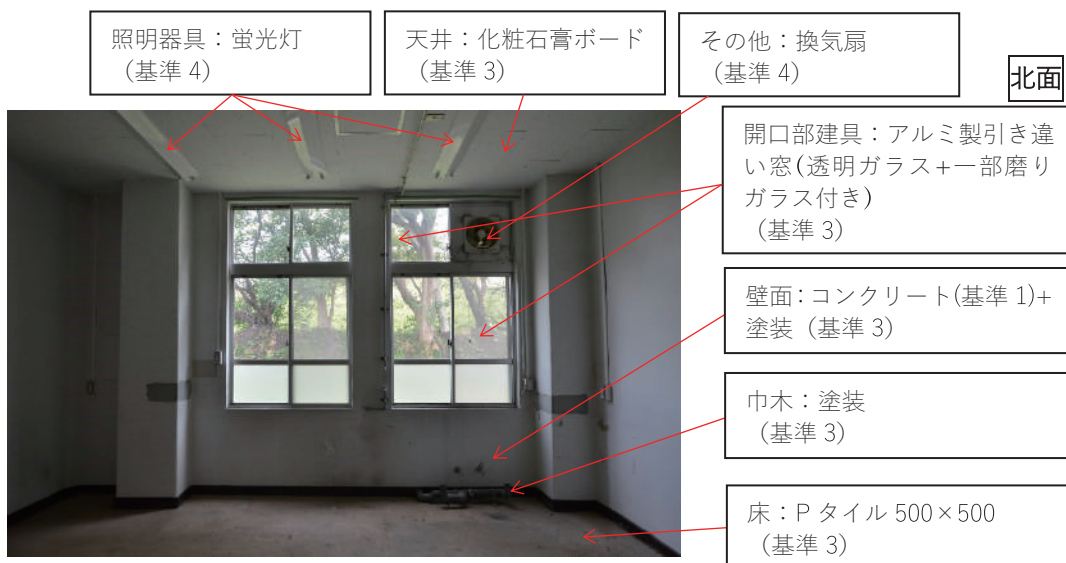 照明器具：蛍光灯
（基準 4）
天井：化粧石膏ボード
（基準 3）
その他：換気扇
（基準 4）
北面
開口部建具：アルミ製引き違
い窓(透明ガラス+一部磨り
ガラス付き)
（基準 3）
壁面：コンクリート(基準 1)+
塗装（基準 3）
巾木：塗装
（基準 3）
床：P タイル 500×500
（基準 3）